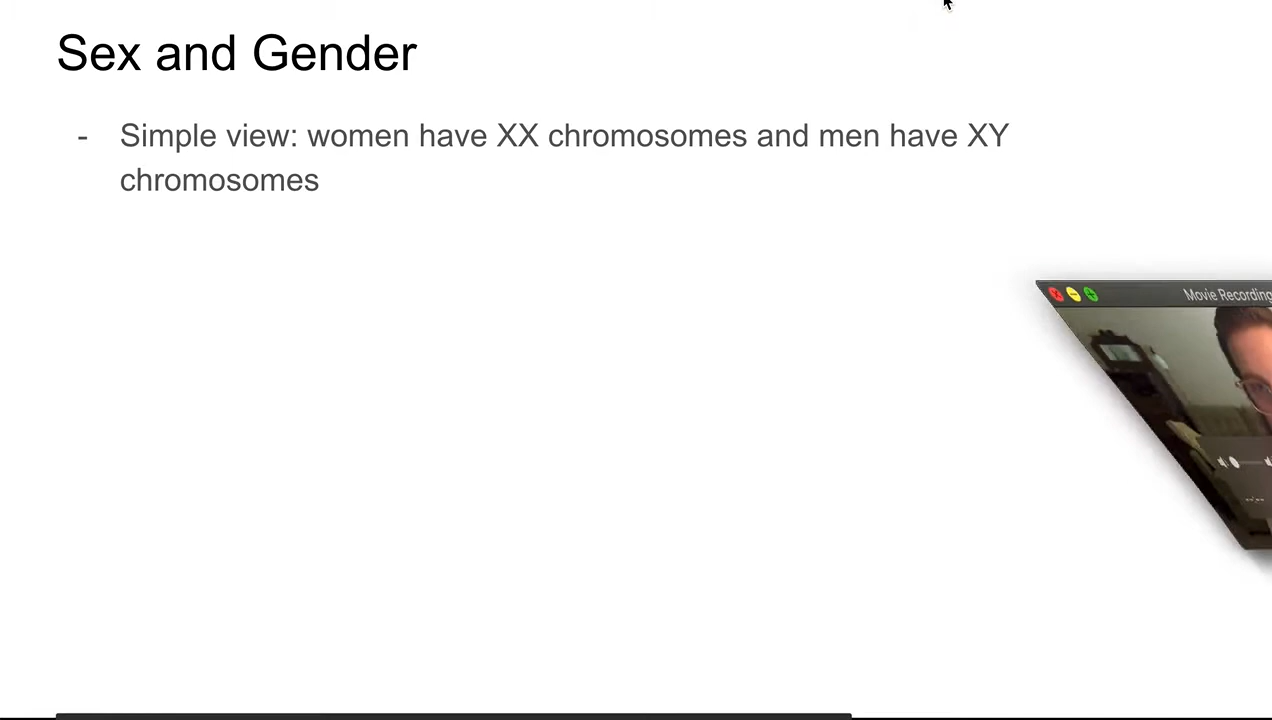 Sex and Gender
- Simple view: women have XX chromosomes and men have XY
chromosomes
Movie Recording